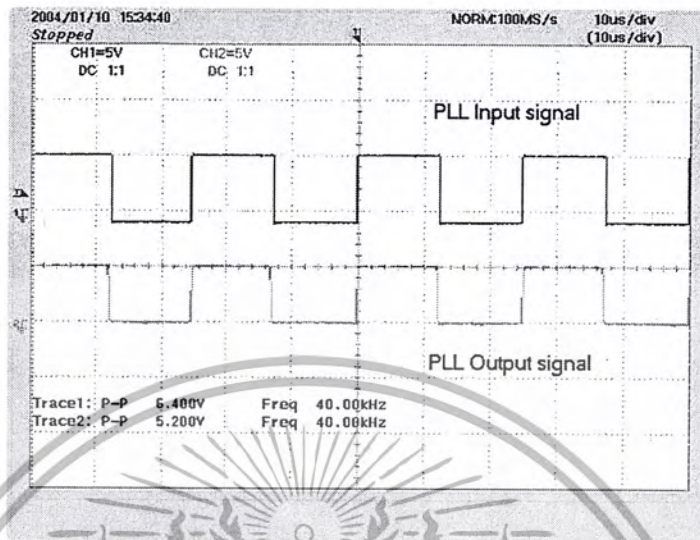 2004/01/10 15:34:40 NORM:100MS/s 10us/div
Stopped (10us/div)
CH1=5V CH2=5V
DC 1:1 DC 1:1
PLL Input signal
PLL Output signal
Trace1: P-P 6.400V Freq 40.00kHz
Trace2: P-P 5.200V Freq 40.00kHz